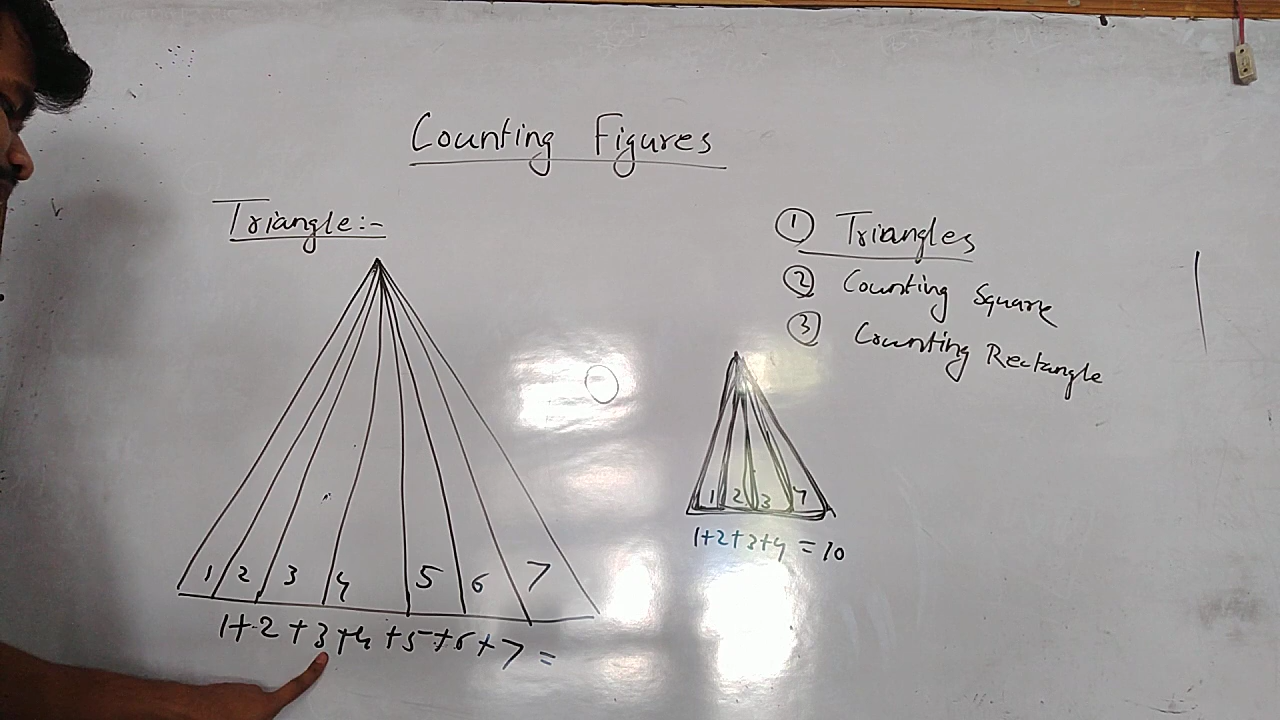 Counting Figures
Triangle:-
① Triangles
② Counting Square
③ Counting Rectangle
1 2 3 4
1+2+3+4 = 10
1 2 3 4 5 6 7
1+2+3+4+5+6+7 =